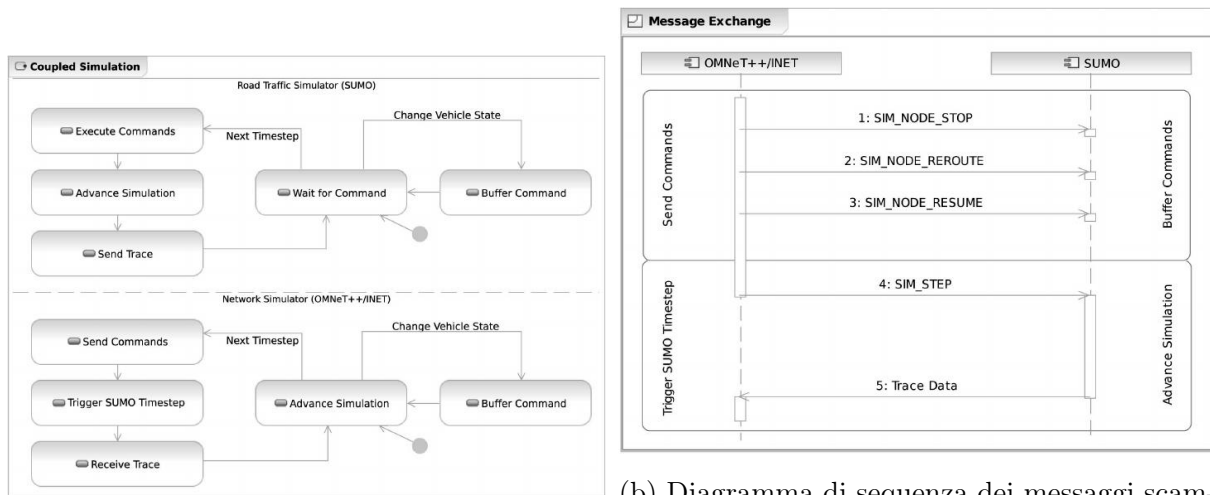 Coupled Simulation
Road Traffic Simulator (SUMO)
Change Vehicle State
Execute Commands
Next Timestep
Advance Simulation
Wait for Command
Buffer Command
Send Trace
Network Simulator (OMNeT++/INET)
Change Vehicle State
Send Commands
Next Timestep
Trigger SUMO Timestep
Advance Simulation
Buffer Command
Receive Trace
Message Exchange
OMNeT++/INET
SUMO
Send Commands
1: SIM_NODE_STOP
2: SIM_NODE_REROUTE
3: SIM_NODE_RESUME
Buffer Commands
Trigger SUMO Timestep
4: SIM_STEP
5: Trace Data
Advance Simulation
(b) Diagramma di sequenza dei messaggi scam